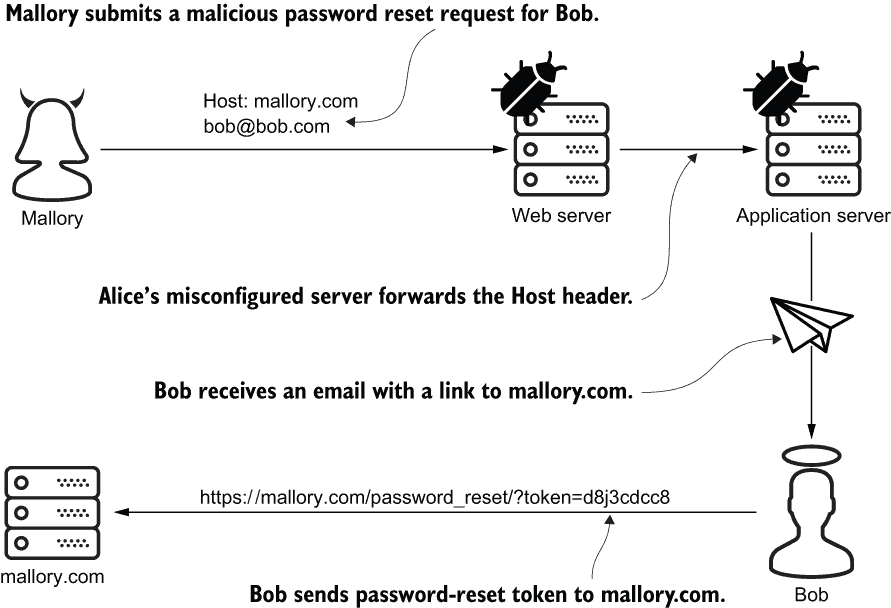 Mallory submits a malicious password reset request for Bob.
Host: mallory.com
bob@bob.com
Mallory
Web server
Application server
Alice's misconfigured server forwards the Host header.
Bob receives an email with a link to mallory.com.
https://mallory.com/password_reset/?token=d8j3cdcc8
mallory.com
Bob sends password-reset token to mallory.com.
Bob